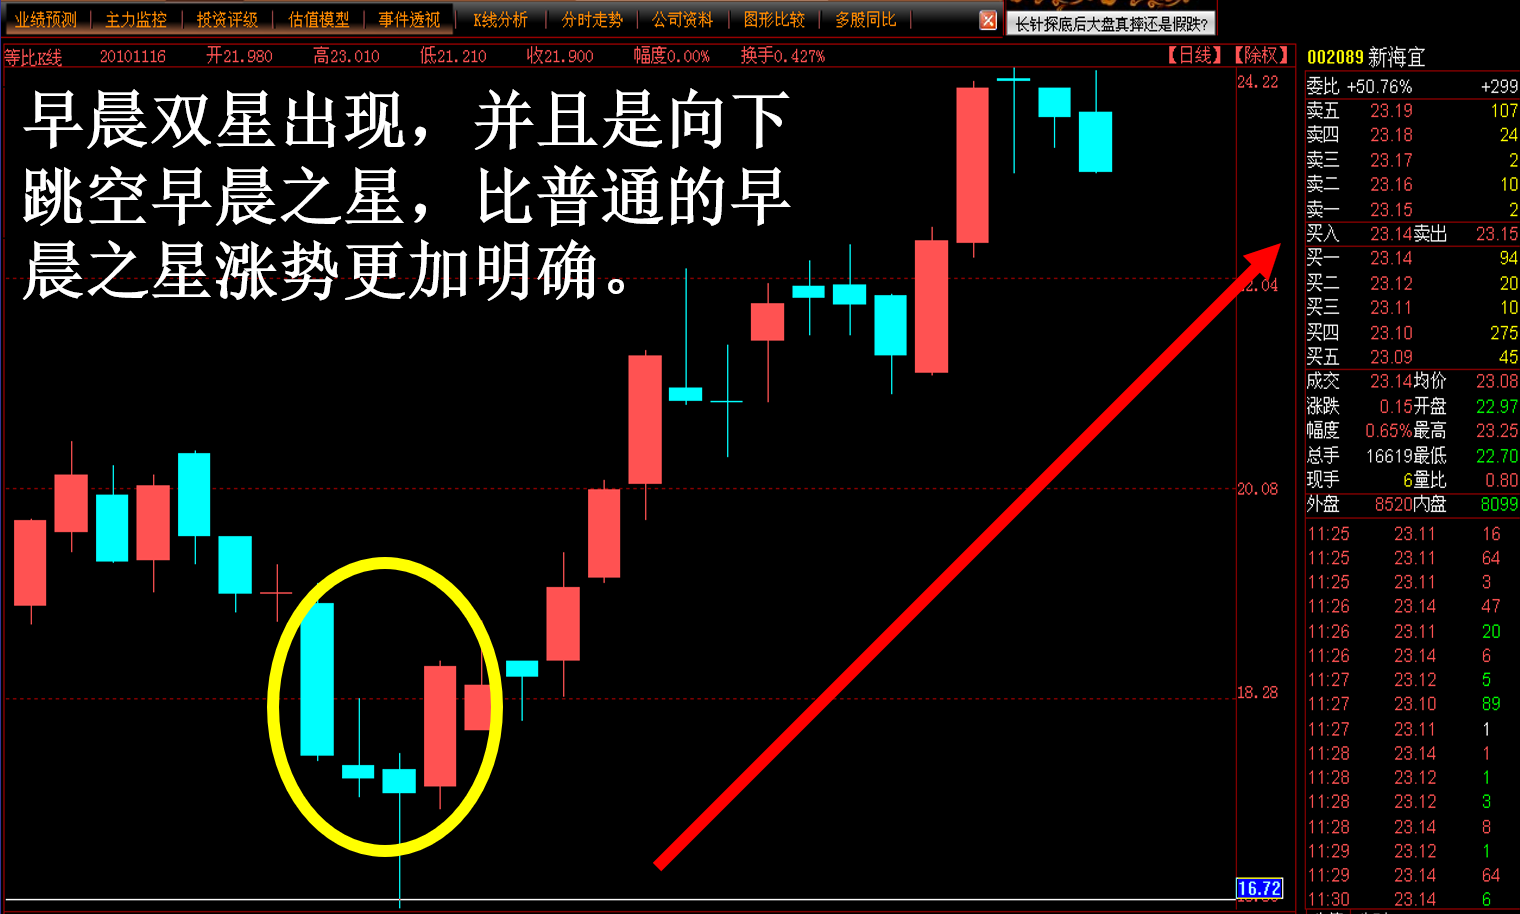 业绩预测 主力监控 投资评级 估值模型 事件透视 K线分析 分时走势 公司资料 图形比较 多股同比
长针探底后大盘真摔还是假跌?
等比K线 20101116 开21.980 高23.010 低21.210 收21.900 幅度0.00% 换手0.427% 【日线】【除权】
早晨双星出现，并且是向下
跳空早晨之星，比普通的早
晨之星涨势更加明确。
24.22
22.04
20.08
18.28
16.72
002089 新海宜
委比 +50.76% +299
卖五 23.19 107
卖四 23.18 24
卖三 23.17 2
卖二 23.16 10
卖一 23.15 2
买入 23.14 卖出 23.15
买一 23.14 94
买二 23.12 20
买三 23.11 10
买四 23.10 275
买五 23.09 45
成交 23.14 均价 23.08
涨跌 0.15 开盘 22.97
幅度 0.65% 最高 23.25
总手 16619 最低 22.70
现手 6 量比 0.80
外盘 8520 内盘 8099
11:25 23.11 16
11:25 23.11 64
11:25 23.11 3
11:26 23.14 47
11:26 23.11 20
11:26 23.14 6
11:27 23.12 5
11:27 23.10 89
11:27 23.11 1
11:28 23.14 1
11:28 23.12 1
11:28 23.12 3
11:28 23.14 8
11:29 23.12 1
11:29 23.14 64
11:30 23.14 6